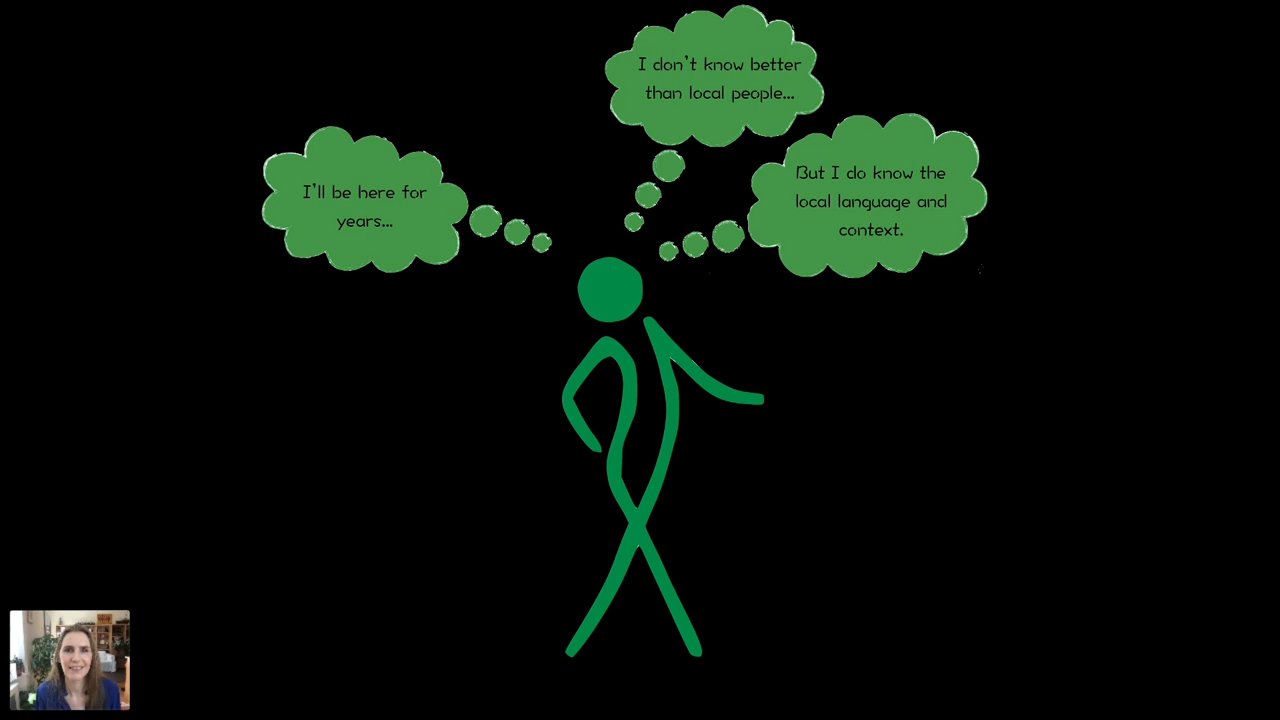 I'll be here for
years...
I don't know better
than local people...
But I do know the
local language and
context.